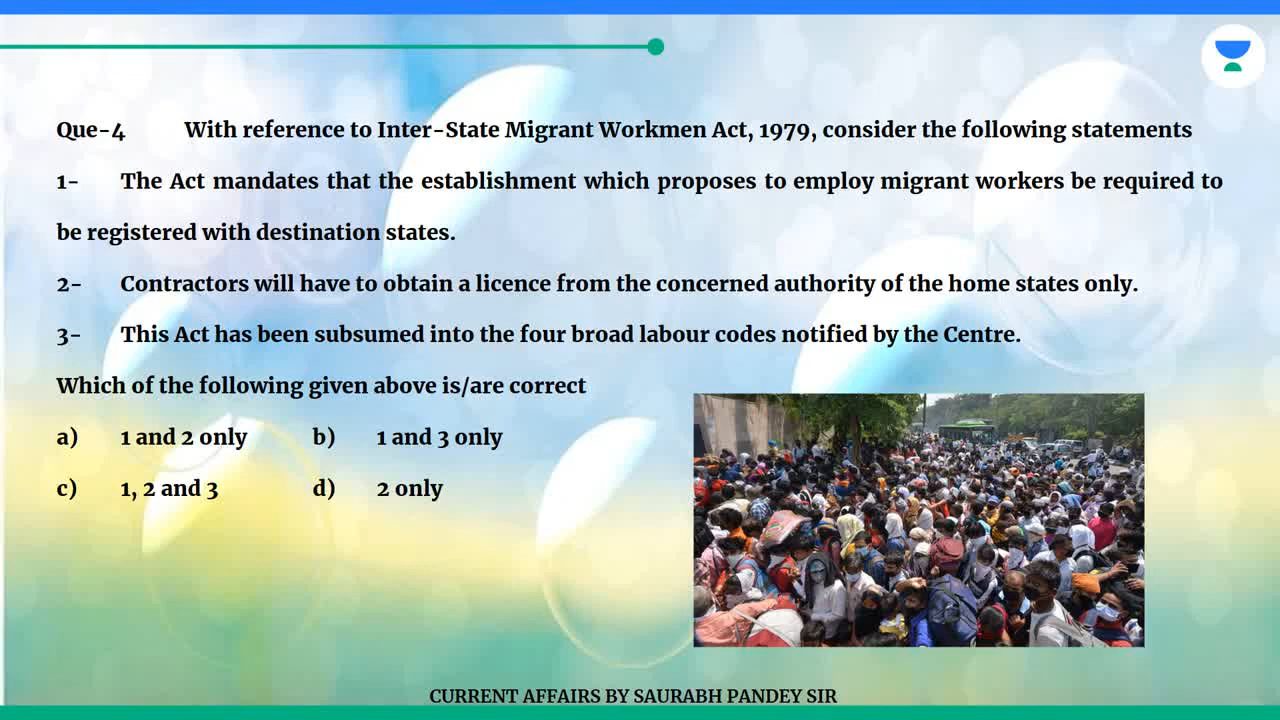 Que-4 With reference to Inter-State Migrant Workmen Act, 1979, consider the following statements
1- The Act mandates that the establishment which proposes to employ migrant workers be required to
be registered with destination states.
2- Contractors will have to obtain a licence from the concerned authority of the home states only.
3- This Act has been subsumed into the four broad labour codes notified by the Centre.
Which of the following given above is/are correct
a) 1 and 2 only b) 1 and 3 only
c) 1, 2 and 3 d) 2 only
CURRENT AFFAIRS BY SAURABH PANDEY SIR